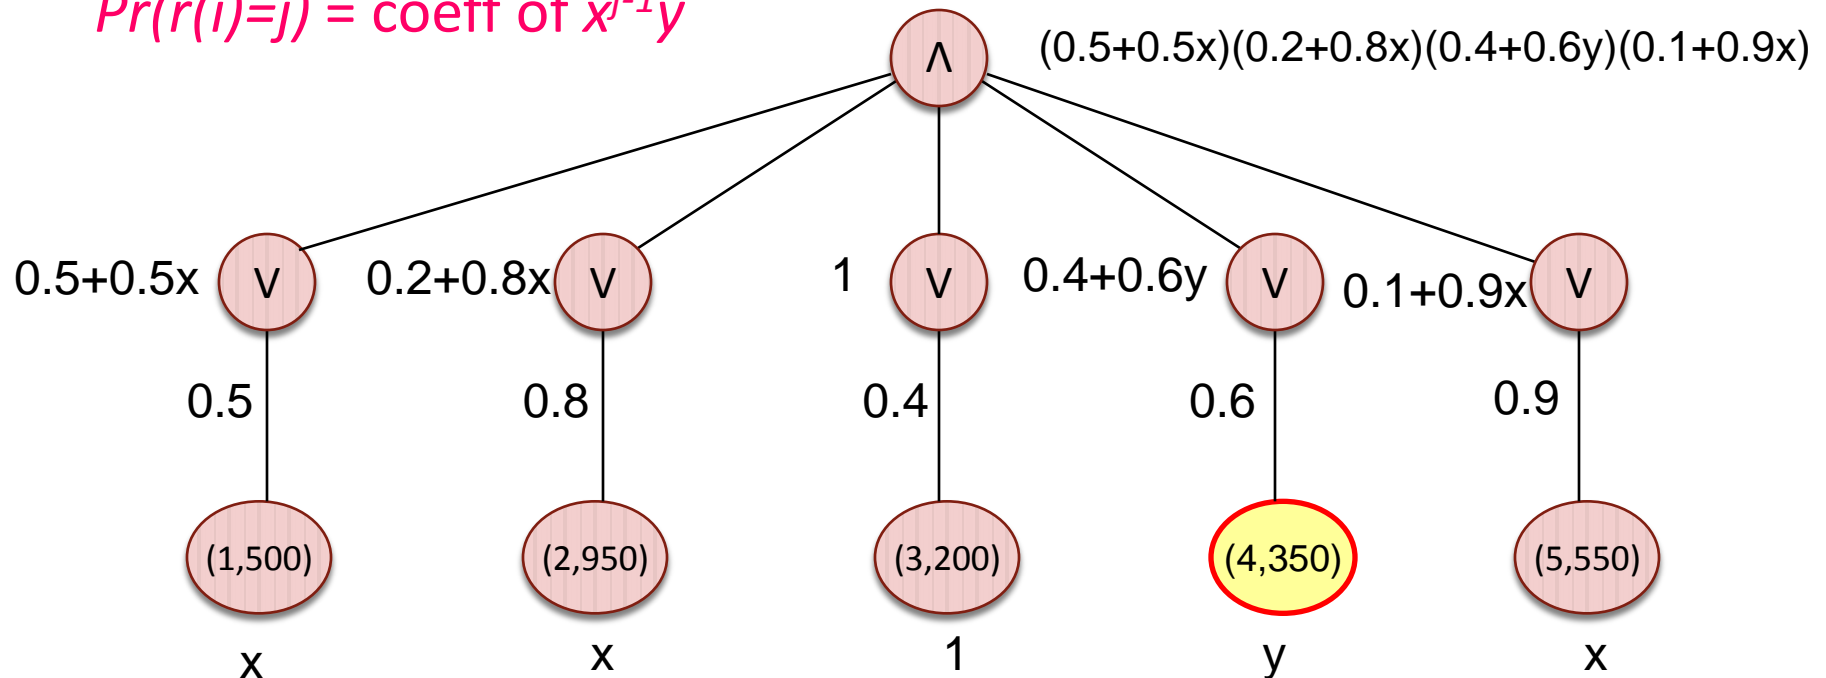 Pr(r(i)=j) = coeff of x^{j-1}y
∧ (0.5+0.5x)(0.2+0.8x)(0.4+0.6y)(0.1+0.9x)
0.5+0.5x ∨ 0.2+0.8x ∨ 1 ∨ 0.4+0.6y ∨ 0.1+0.9x ∨
0.5 0.8 0.4 0.6 0.9
(1,500) (2,950) (3,200) (4,350) (5,550)
x x 1 y x